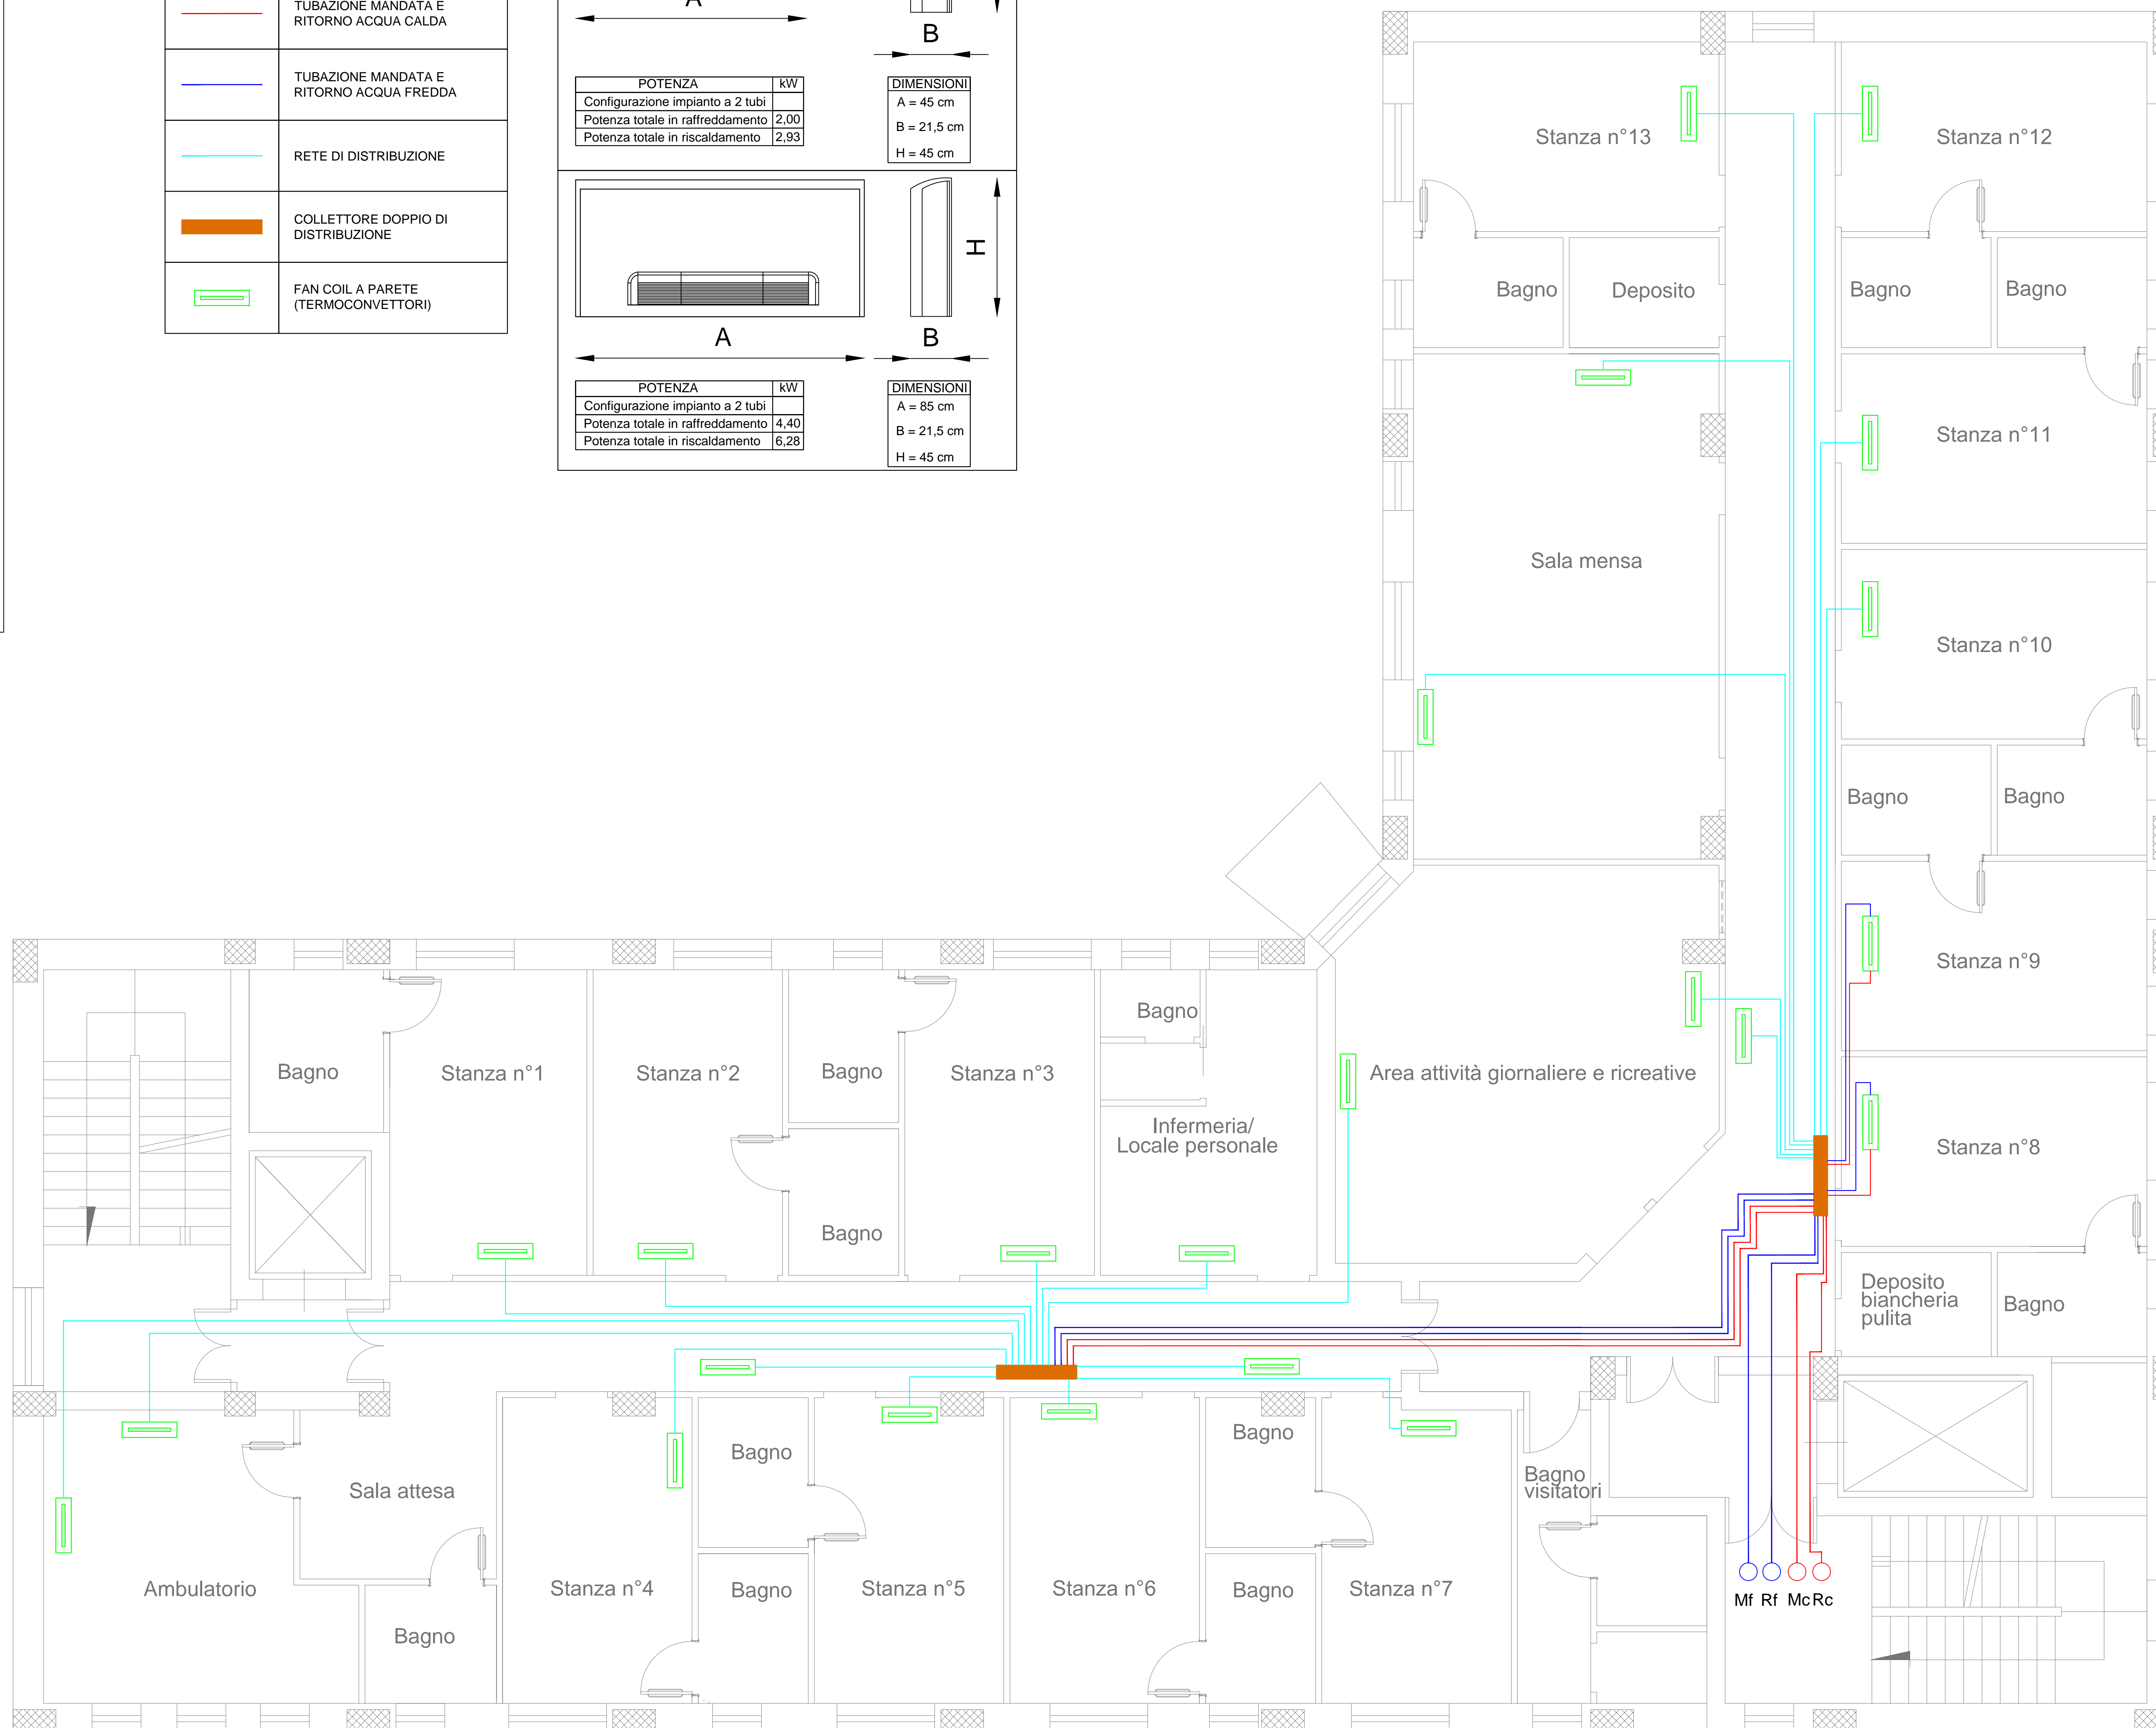 TUBAZIONE MANDATA E
RITORNO ACQUA CALDA
TUBAZIONE MANDATA E
RITORNO ACQUA FREDDA
RETE DI DISTRIBUZIONE
COLLETTORE DOPPIO DI
DISTRIBUZIONE
FAN COIL A PARETE
(TERMOCONVETTORI)
A
B
POTENZA kW
Configurazione impianto a 2 tubi
Potenza totale in raffreddamento 2,00
Potenza totale in riscaldamento 2,93
DIMENSIONI
A = 45 cm
B = 21,5 cm
H = 45 cm
H
A
B
POTENZA kW
Configurazione impianto a 2 tubi
Potenza totale in raffreddamento 4,40
Potenza totale in riscaldamento 6,28
DIMENSIONI
A = 85 cm
B = 21,5 cm
H = 45 cm
Stanza n°13
Stanza n°12
Bagno
Deposito
Bagno
Bagno
Stanza n°11
Sala mensa
Stanza n°10
Bagno
Bagno
Stanza n°9
Bagno
Bagno
Stanza n°1
Stanza n°2
Bagno
Stanza n°3
Area attività giornaliere e ricreative
Infermeria/
Locale personale
Stanza n°8
Bagno
Deposito
biancheria
pulita
Bagno
Bagno
Bagno
Sala attesa
Bagno
visitatori
Ambulatorio
Stanza n°4
Bagno
Stanza n°5
Stanza n°6
Bagno
Stanza n°7
Mf Rf Mc Rc
Bagno